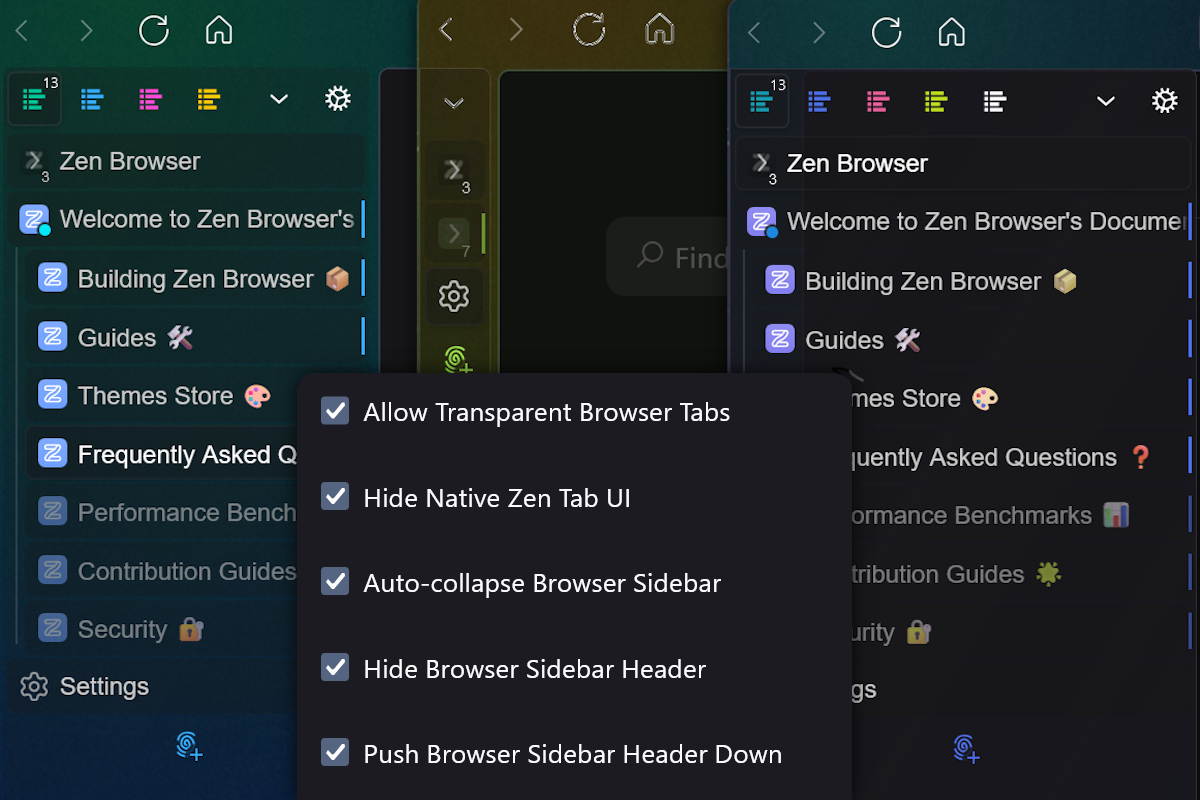 13
Zen Browser
3
Welcome to Zen Browser's
Building Zen Browser
Guides
Themes Store
Frequently Asked Q
Performance Bench
Contribution Guides
Security
Settings
3
7
Find
13
Zen Browser
3
Welcome to Zen Browser's Documen
Building Zen Browser
Guides
mes Store
quently Asked Questions
ormance Benchmarks
tribution Guides
urity
gs
Allow Transparent Browser Tabs
Hide Native Zen Tab UI
Auto-collapse Browser Sidebar
Hide Browser Sidebar Header
Push Browser Sidebar Header Down